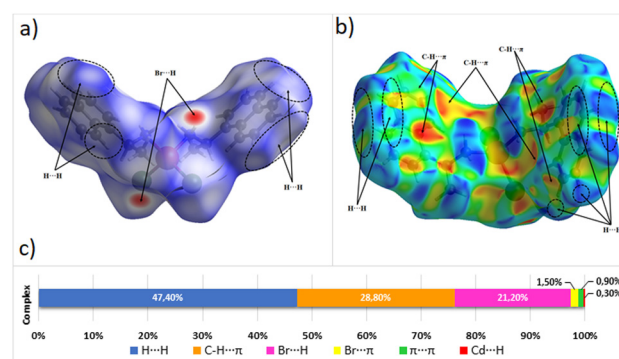 a)
Br···H
H···H
H···H
b)
C-H···π
C-H···π
C-H···π
H···H
H···H
c)
Complex
47,40%
28.80%
21,20%
1,50%
0,90%
0,30%
0%
10%
20%
30%
40%
50%
60%
70%
80%
90%
100%
H···H
C-H···π
Br···H
Br···π
π···π
Cd···H